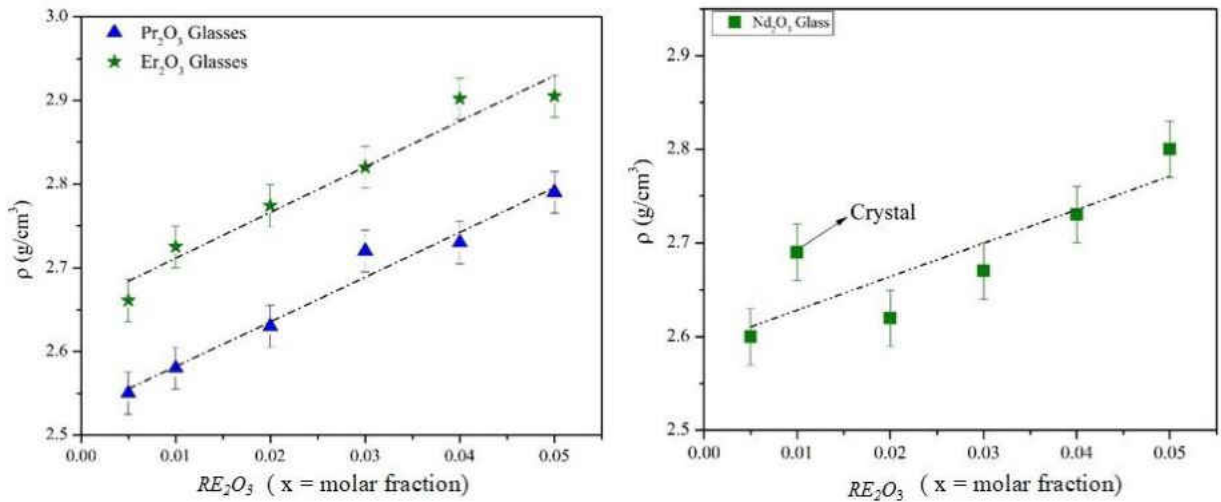 3.0
2.9
2.8
2.7
2.6
2.5
ρ (g/cm³)
Pr₂O₃ Glasses
Er₂O₃ Glasses
0.00 0.01 0.02 0.03 0.04 0.05
RE₂O₃ ( x = molar fraction)
2.9
2.8
2.7
2.6
2.5
ρ (g/cm³)
Nd₂O₃ Glass
Crystal
0.00 0.01 0.02 0.03 0.04 0.05
RE₂O₃ ( x = molar fraction)